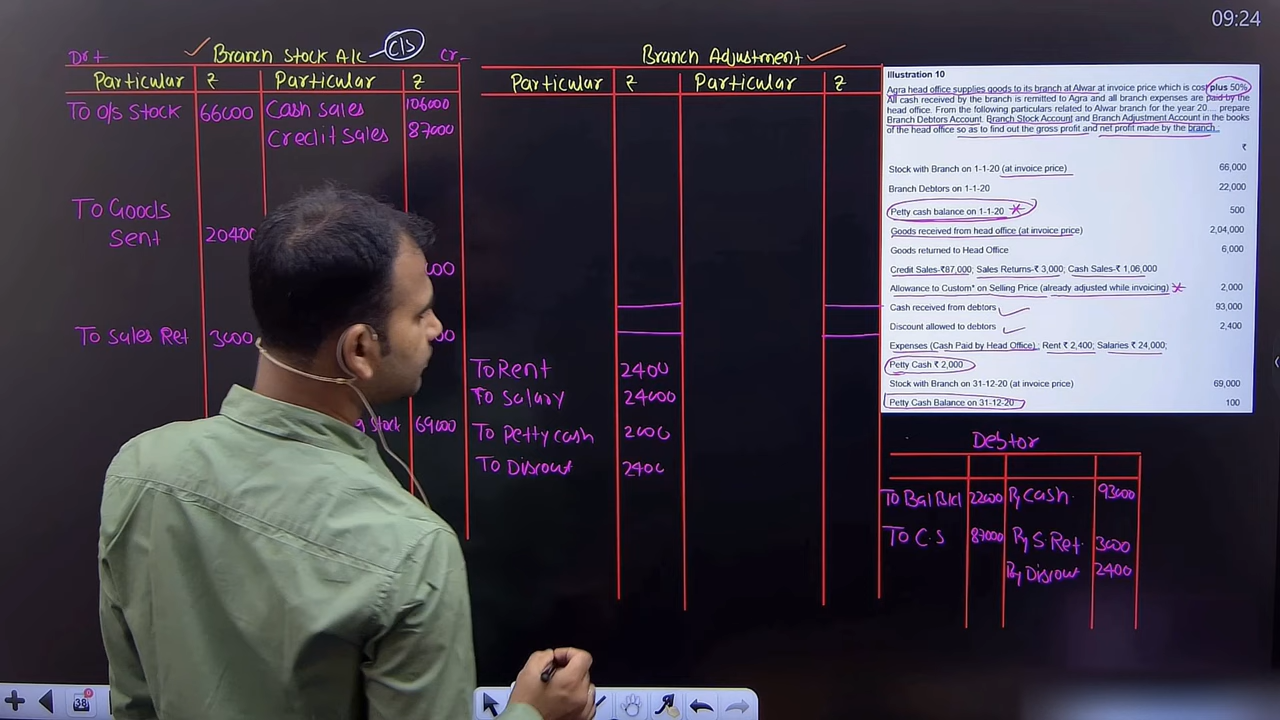 09:24
Dr +
Branch Stock A/c
C/S
Cr -
Particular ₹ Particular ₹
To O/s Stock 66000 Cash Sales 106000
Credit Sales 87000
To Goods
Sent
3000
To Sales Ret
Stock 69000
Branch Adjustment
Particular ₹ Particular ₹
To Rent 2400
To Salary 24000
To Petty cash 2000
To Discout 2400
Illustration 10
Agra head office supplies goods to its branch at Alwar at invoice price which is cost plus 50%.
All cash received by the branch is remitted to Agra and all branch expenses are paid by the
head office. From the following particulars related to Alwar branch for the year 20.... prepare
Branch Debtors Account, Branch Stock Account and Branch Adjustment Account in the books
of the head office so as to find out the gross profit and net profit made by the branch.
₹
Stock with Branch on 1-1-20 (at invoice price) 66,000
Branch Debtors on 1-1-20 22,000
Petty cash balance on 1-1-20 500
Goods received from head office (at invoice price) 2,04,000
Goods returned to Head Office 6,000
Credit Sales-₹87,000; Sales Returns-₹ 3,000; Cash Sales-₹ 1,06,000
Allowance to Custom* on Selling Price (already adjusted while invoicing) 2,000
Cash received from debtors 93,000
Discount allowed to debtors 2,400
Expenses (Cash Paid by Head Office) : Rent ₹ 2,400; Salaries ₹ 24,000;
Petty Cash ₹ 2,000
Stock with Branch on 31-12-20 (at invoice price) 69,000
Petty Cash Balance on 31-12-20 100
Debtor
To Bal B/d 22000 By Cash. 93000
To C.S 87000 By S.Ret. 3000
By Discout 2400
38